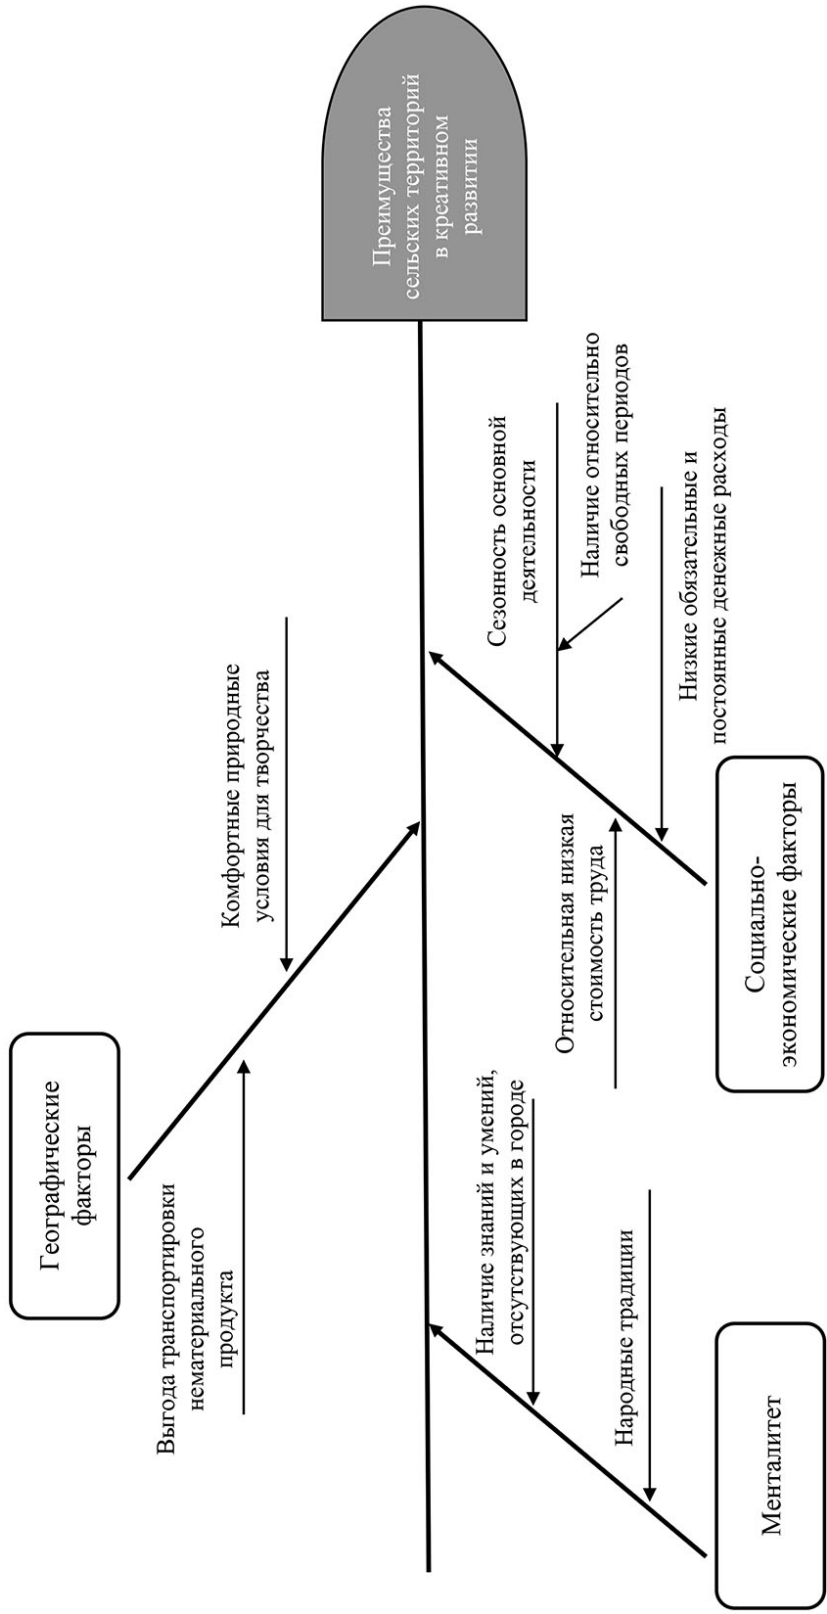 Географические
факторы
Выгода транспортировки
нематериального
продукта
Комфортные природные
условия для творчества
Преимущества
сельских территорий
в креативном
развитии
Наличие знаний и умений,
отсутствующих в городе
Народные традиции
Менталитет
Сезонность основной
деятельности
Наличие относительно
свободных периодов
Относительная низкая
стоимость труда
Низкие обязательные и
постоянные денежные расходы
Социально-
экономические факторы